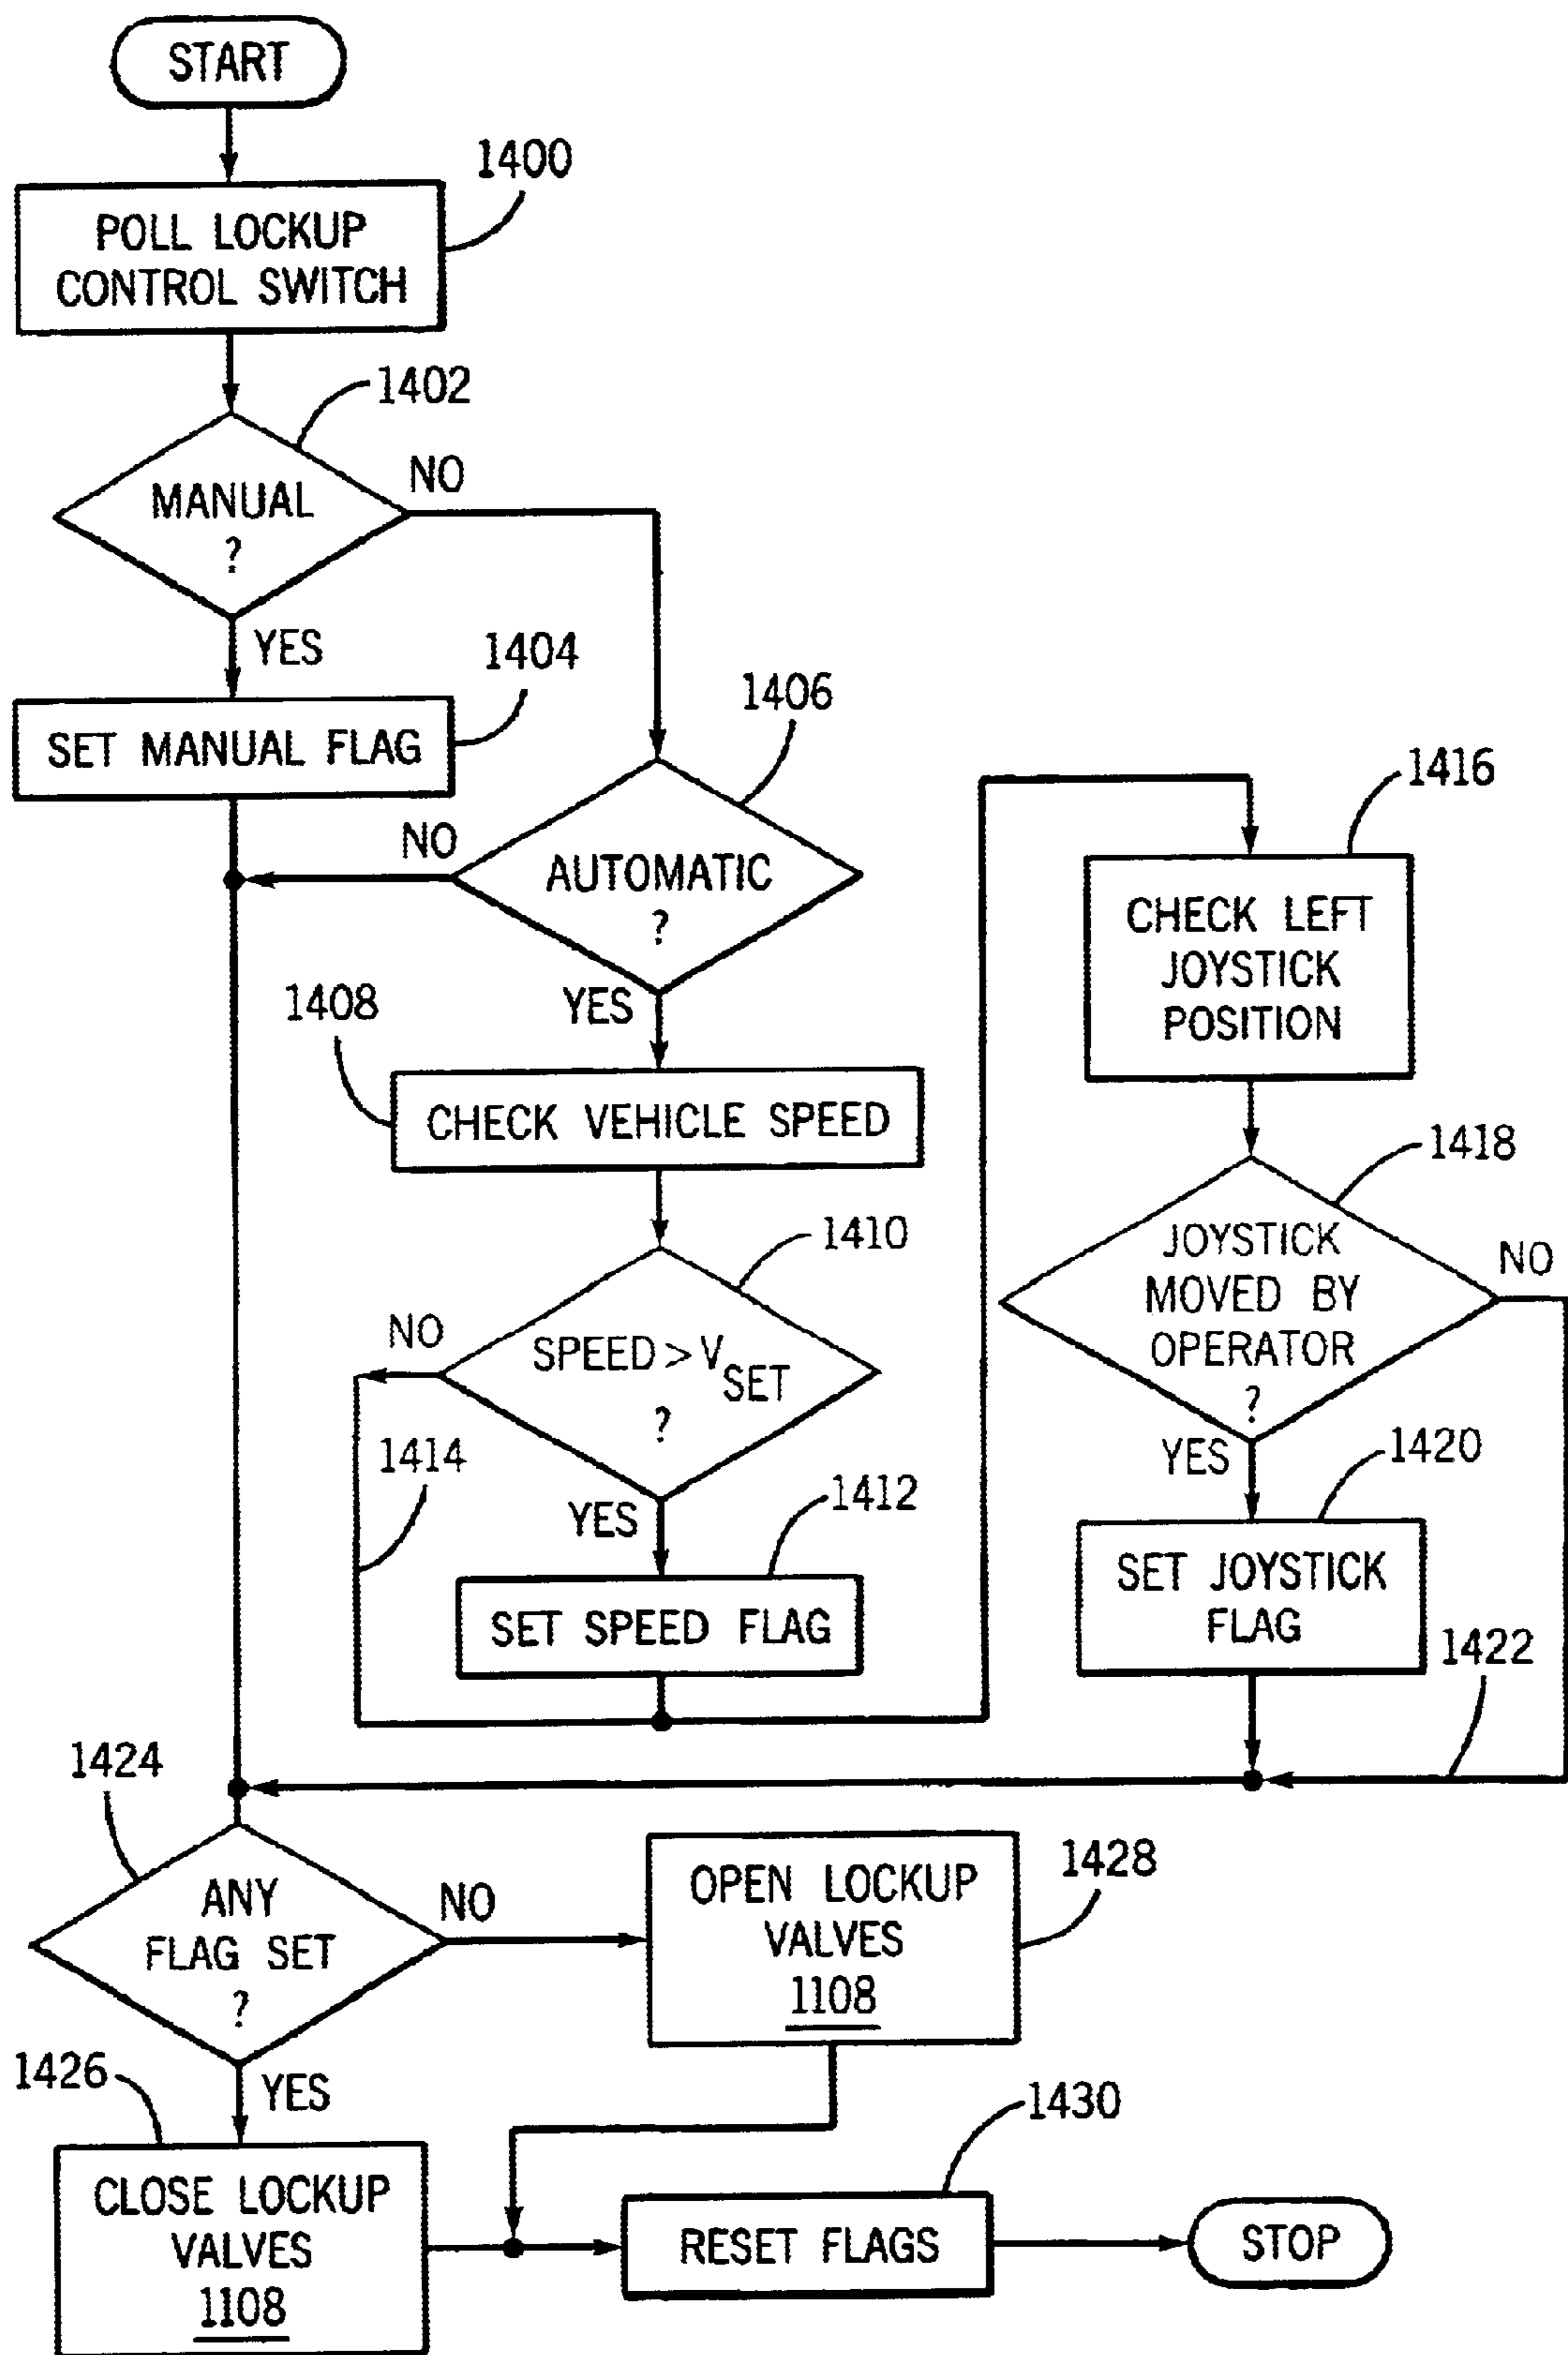 START
1400
POLL LOCKUP
CONTROL SWITCH
1402
MANUAL
?
NO
YES
1404
SET MANUAL FLAG
1406
AUTOMATIC
?
NO
YES
1408
CHECK VEHICLE SPEED
1410
SPEED > V SET
?
NO
1414
YES
1412
SET SPEED FLAG
1416
CHECK LEFT
JOYSTICK
POSITION
1418
JOYSTICK
MOVED BY
OPERATOR
?
NO
YES
1420
SET JOYSTICK
FLAG
1422
1424
ANY
FLAG SET
?
NO
YES
1428
OPEN LOCKUP
VALVES
1108
1426
CLOSE LOCKUP
VALVES
1108
1430
RESET FLAGS
STOP